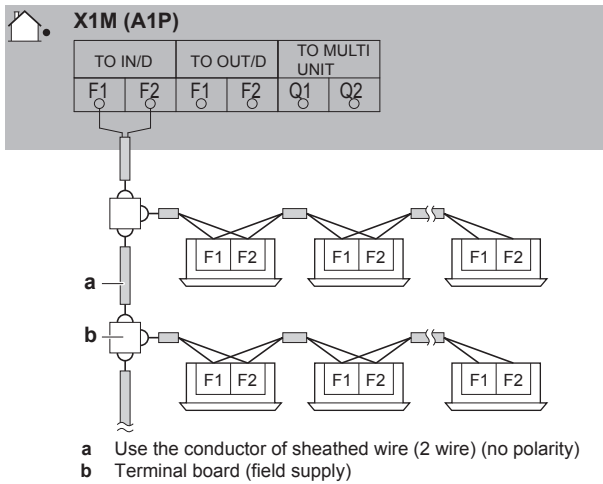 X1M (A1P)
TO IN/D TO OUT/D TO MULTI UNIT
F1 F2 F1 F2 Q1 Q2
F1 F2 F1 F2 F1 F2
a
b
F1 F2 F1 F2 F1 F2
a Use the conductor of sheathed wire (2 wire) (no polarity)
b Terminal board (field supply)